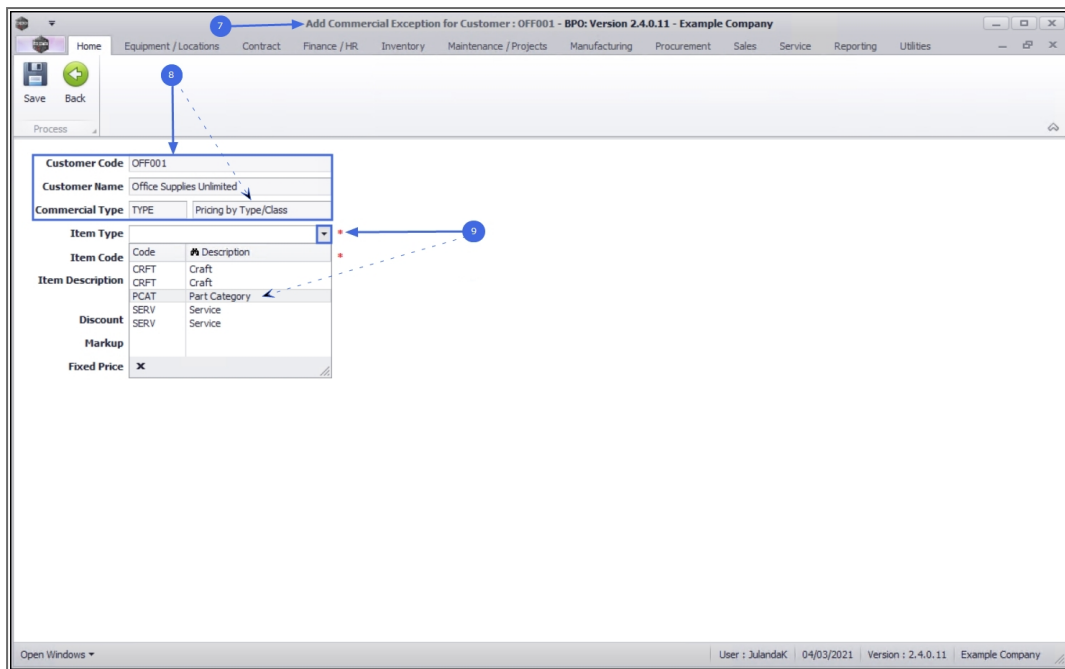 7
Add Commercial Exception for Customer : OFF001 - BPO: Version 2.4.0.11 - Example Company
Home Equipment / Locations Contract Finance / HR Inventory Maintenance / Projects Manufacturing Procurement Sales Service Reporting Utilities
Save Back
8
Process
Customer Code OFF001
Customer Name Office Supplies Unlimited
Commercial Type TYPE Pricing by Type/Class
Item Type * 9
Item Code Code Description *
CRFT Craft
Item Description CRFT Craft
PCAT Part Category
SERV Service
Discount SERV Service
Markup
Fixed Price
Open Windows User : JulandaK 04/03/2021 Version : 2.4.0.11 Example Company